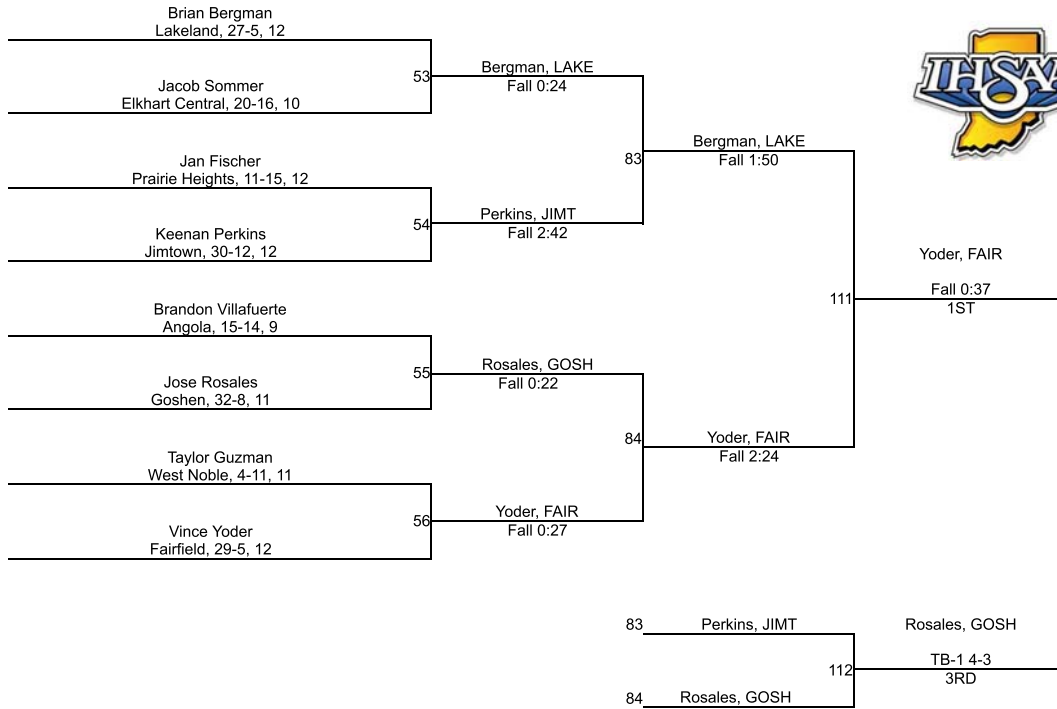 Brian Bergman
Lakeland, 27-5, 12
53
Bergman, LAKE
Fall 0:24
Jacob Sommer
Elkhart Central, 20-16, 10
83
Bergman, LAKE
Fall 1:50
Jan Fischer
Prairie Heights, 11-15, 12
54
Perkins, JIMT
Fall 2:42
Keenan Perkins
Jimtown, 30-12, 12
111
Yoder, FAIR
Fall 0:37
1ST
Brandon Villafuerte
Angola, 15-14, 9
55
Rosales, GOSH
Fall 0:22
Jose Rosales
Goshen, 32-8, 11
84
Yoder, FAIR
Fall 2:24
Taylor Guzman
West Noble, 4-11, 11
56
Yoder, FAIR
Fall 0:27
Vince Yoder
Fairfield, 29-5, 12
83
Perkins, JIMT
112
Rosales, GOSH
TB-1 4-3
3RD
84
Rosales, GOSH
IHSAA